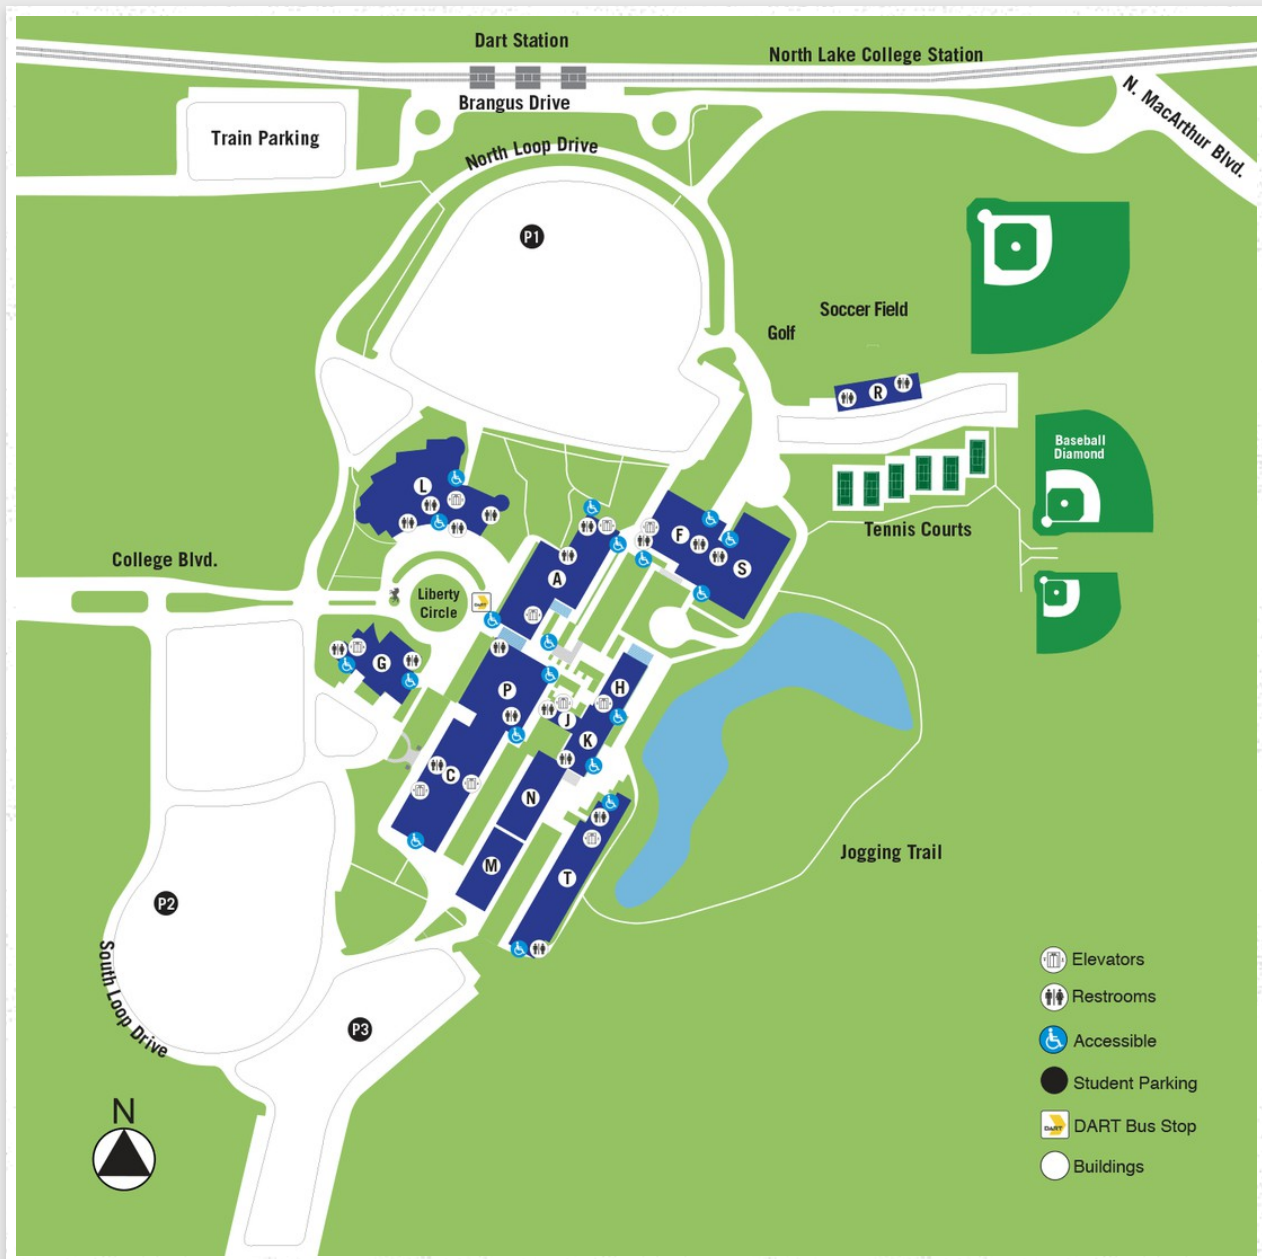 Dart Station
North Lake College Station
N. MacArthur Blvd.
Brangus Drive
Train Parking
North Loop Drive
P1
Soccer Field
Golf
R
Baseball
Diamond
L
Tennis Courts
F
S
College Blvd.
A
Liberty
Circle
DART
G
P
H
J
K
C
N
M
T
Jogging Trail
P2
South Loop Drive
P3
N
Elevators
Restrooms
Accessible
Student Parking
DART
DART Bus Stop
Buildings